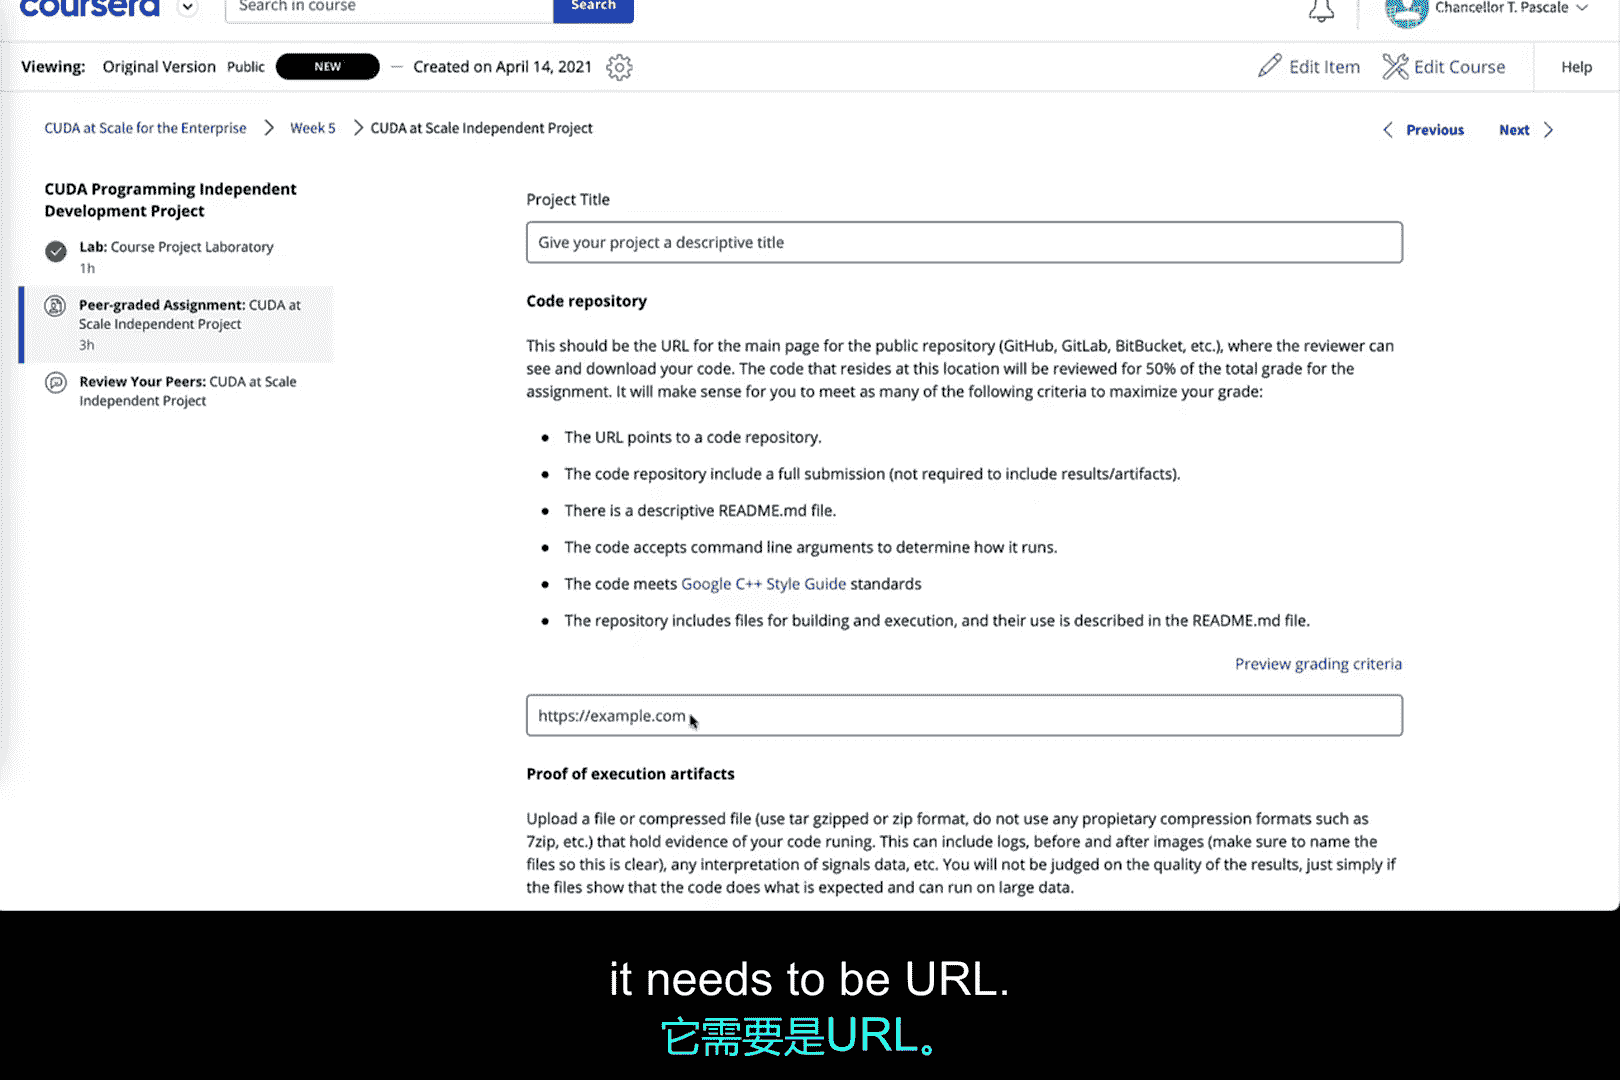 coursera
Search in course
Search
Chancellor T. Pascale
Viewing: Original Version Public NEW — Created on April 14, 2021
Edit Item
Edit Course
Help
CUDA at Scale for the Enterprise > Week 5 > CUDA at Scale Independent Project
Previous
Next
CUDA Programming Independent
Development Project
Lab: Course Project Laboratory
1h
Peer-graded Assignment: CUDA at
Scale Independent Project
3h
Review Your Peers: CUDA at Scale
Independent Project
Project Title
Give your project a descriptive title
Code repository
This should be the URL for the main page for the public repository (GitHub, GitLab, BitBucket, etc.), where the reviewer can
see and download your code. The code that resides at this location will be reviewed for 50% of the total grade for the
assignment. It will make sense for you to meet as many of the following criteria to maximize your grade:
• The URL points to a code repository.
• The code repository include a full submission (not required to include results/artifacts).
• There is a descriptive README.md file.
• The code accepts command line arguments to determine how it runs.
• The code meets Google C++ Style Guide standards
• The repository includes files for building and execution, and their use is described in the README.md file.
Preview grading criteria
https://example.com
Proof of execution artifacts
Upload a file or compressed file (use tar gzipped or zip format, do not use any propietary compression formats such as
7zip, etc.) that hold evidence of your code runing. This can include logs, before and after images (make sure to name the
files so this is clear), any interpretation of signals data, etc. You will not be judged on the quality of the results, just simply if
the files show that the code does what is expected and can run on large data.
it needs to be URL.
它需要是URL。